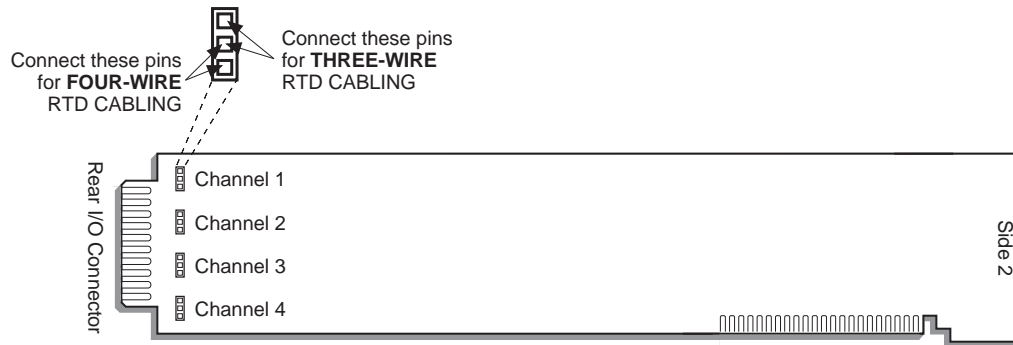 Connect these pins
for FOUR-WIRE
RTD CABLING
Connect these pins
for THREE-WIRE
RTD CABLING
Rear I/O Connector
Channel 1
Channel 2
Channel 3
Channel 4
Side 2